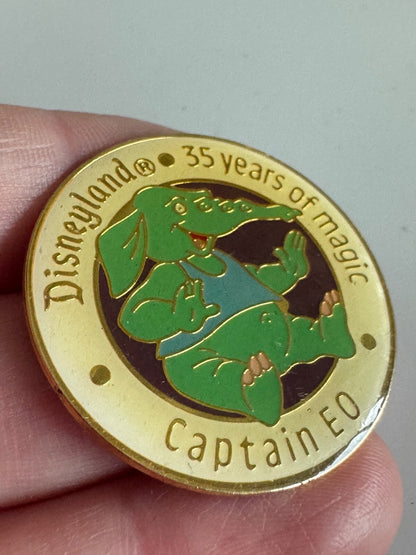 Disneyland® • 35 years of magic
Captain EO